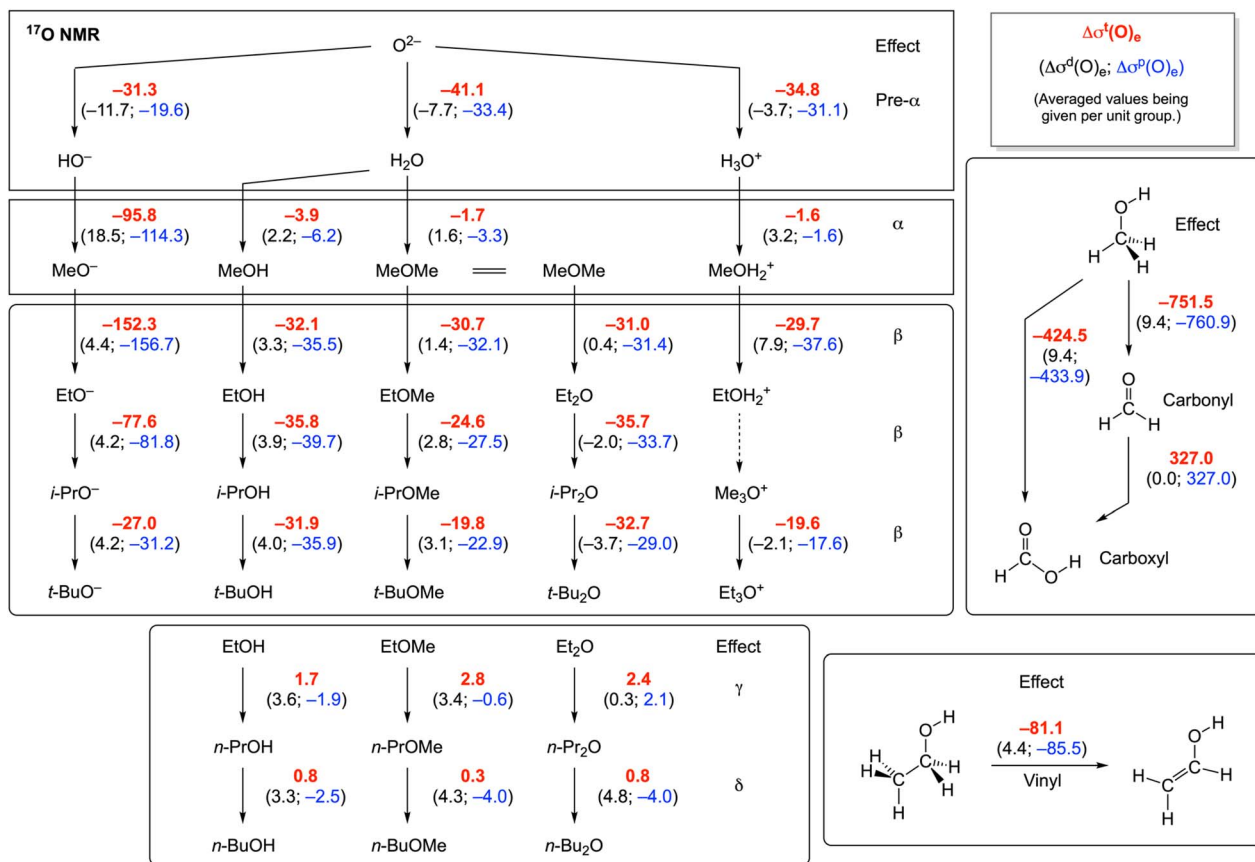 ¹⁷O NMR
O²⁻
Effect
–31.3
(–11.7; –19.6)
–41.1
(–7.7; –33.4)
–34.8
(–3.7; –31.1)
Pre-α
HO⁻
H₂O
H₃O⁺
–95.8
(18.5; –114.3)
–3.9
(2.2; –6.2)
–1.7
(1.6; –3.3)
–1.6
(3.2; –1.6)
α
MeO⁻
MeOH
MeOMe
MeOMe
MeOH₂⁺
–152.3
(4.4; –156.7)
–32.1
(3.3; –35.5)
–30.7
(1.4; –32.1)
–31.0
(0.4; –31.4)
–29.7
(7.9; –37.6)
β
EtO⁻
EtOH
EtOMe
Et₂O
EtOH₂⁺
–77.6
(4.2; –81.8)
–35.8
(3.9; –39.7)
–24.6
(2.8; –27.5)
–35.7
(–2.0; –33.7)
β
i-PrO⁻
i-PrOH
i-PrOMe
i-Pr₂O
Me₃O⁺
–27.0
(4.2; –31.2)
–31.9
(4.0; –35.9)
–19.8
(3.1; –22.9)
–32.7
(–3.7; –29.0)
–19.6
(–2.1; –17.6)
β
t-BuO⁻
t-BuOH
t-BuOMe
t-Bu₂O
Et₃O⁺
EtOH
EtOMe
Et₂O
Effect
1.7
(3.6; –1.9)
2.8
(3.4; –0.6)
2.4
(0.3; 2.1)
γ
n-PrOH
n-PrOMe
n-Pr₂O
0.8
(3.3; –2.5)
0.3
(4.3; –4.0)
0.8
(4.8; –4.0)
δ
n-BuOH
n-BuOMe
n-Bu₂O
Δσᵗ(O)ₑ
(Δσᵈ(O)ₑ; Δσᵖ(O)ₑ)
(Averaged values being
given per unit group.)
O H
C
H H
H
Effect
–751.5
(9.4; –760.9)
–424.5
(9.4;
–433.9)
O
C
H H
Carbonyl
327.0
(0.0; 327.0)
O
H C H
O
Carboxyl
Effect
H
O
H
H C C H
H H
–81.1
(4.4; –85.5)
Vinyl
H
O
H C C H
H